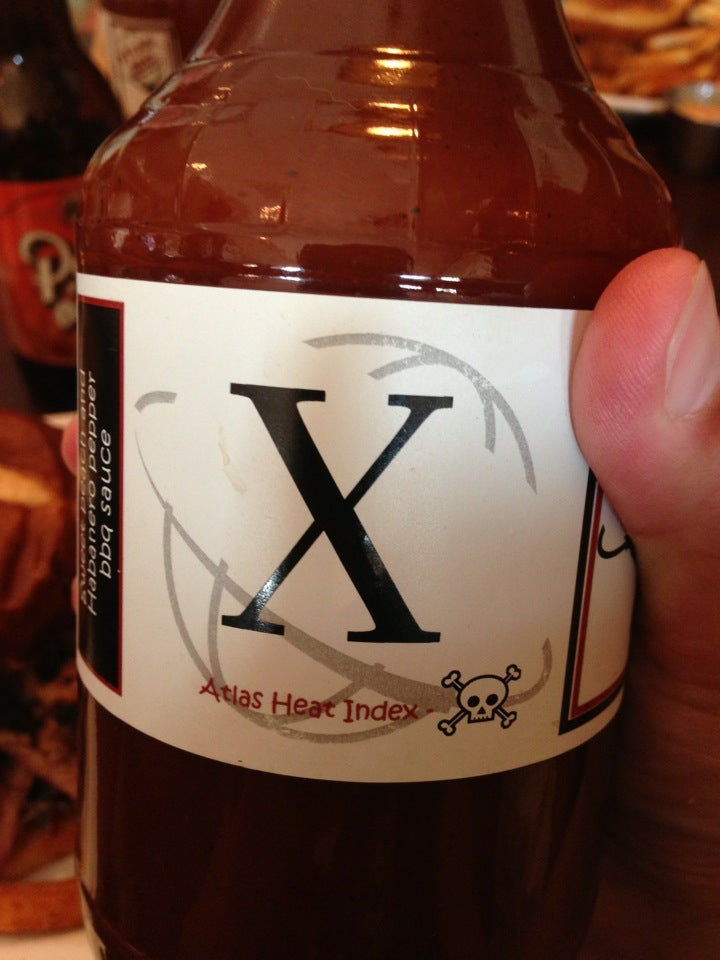 X
Atlas Heat Index -
Habanero pepper
bbq sauce